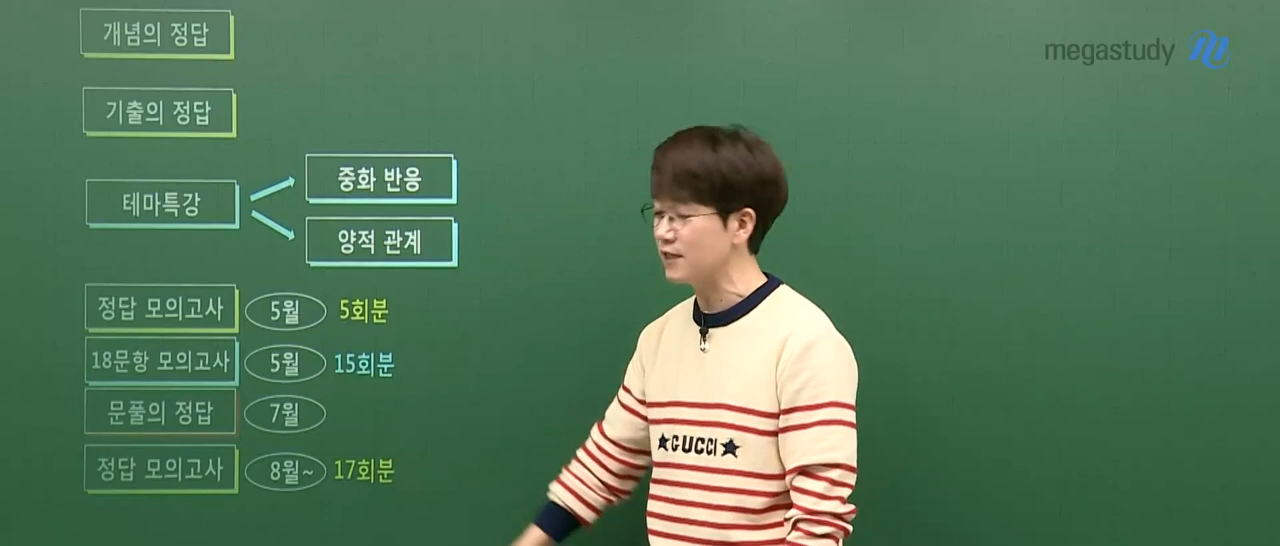 개념의 정답
megastudy
기출의 정답
테마특강
중화 반응
양적 관계
정답 모의고사 5월 5회분
18문항 모의고사 5월 15회분
문풀의 정답 7월
정답 모의고사 8월~ 17회분
GUCCI